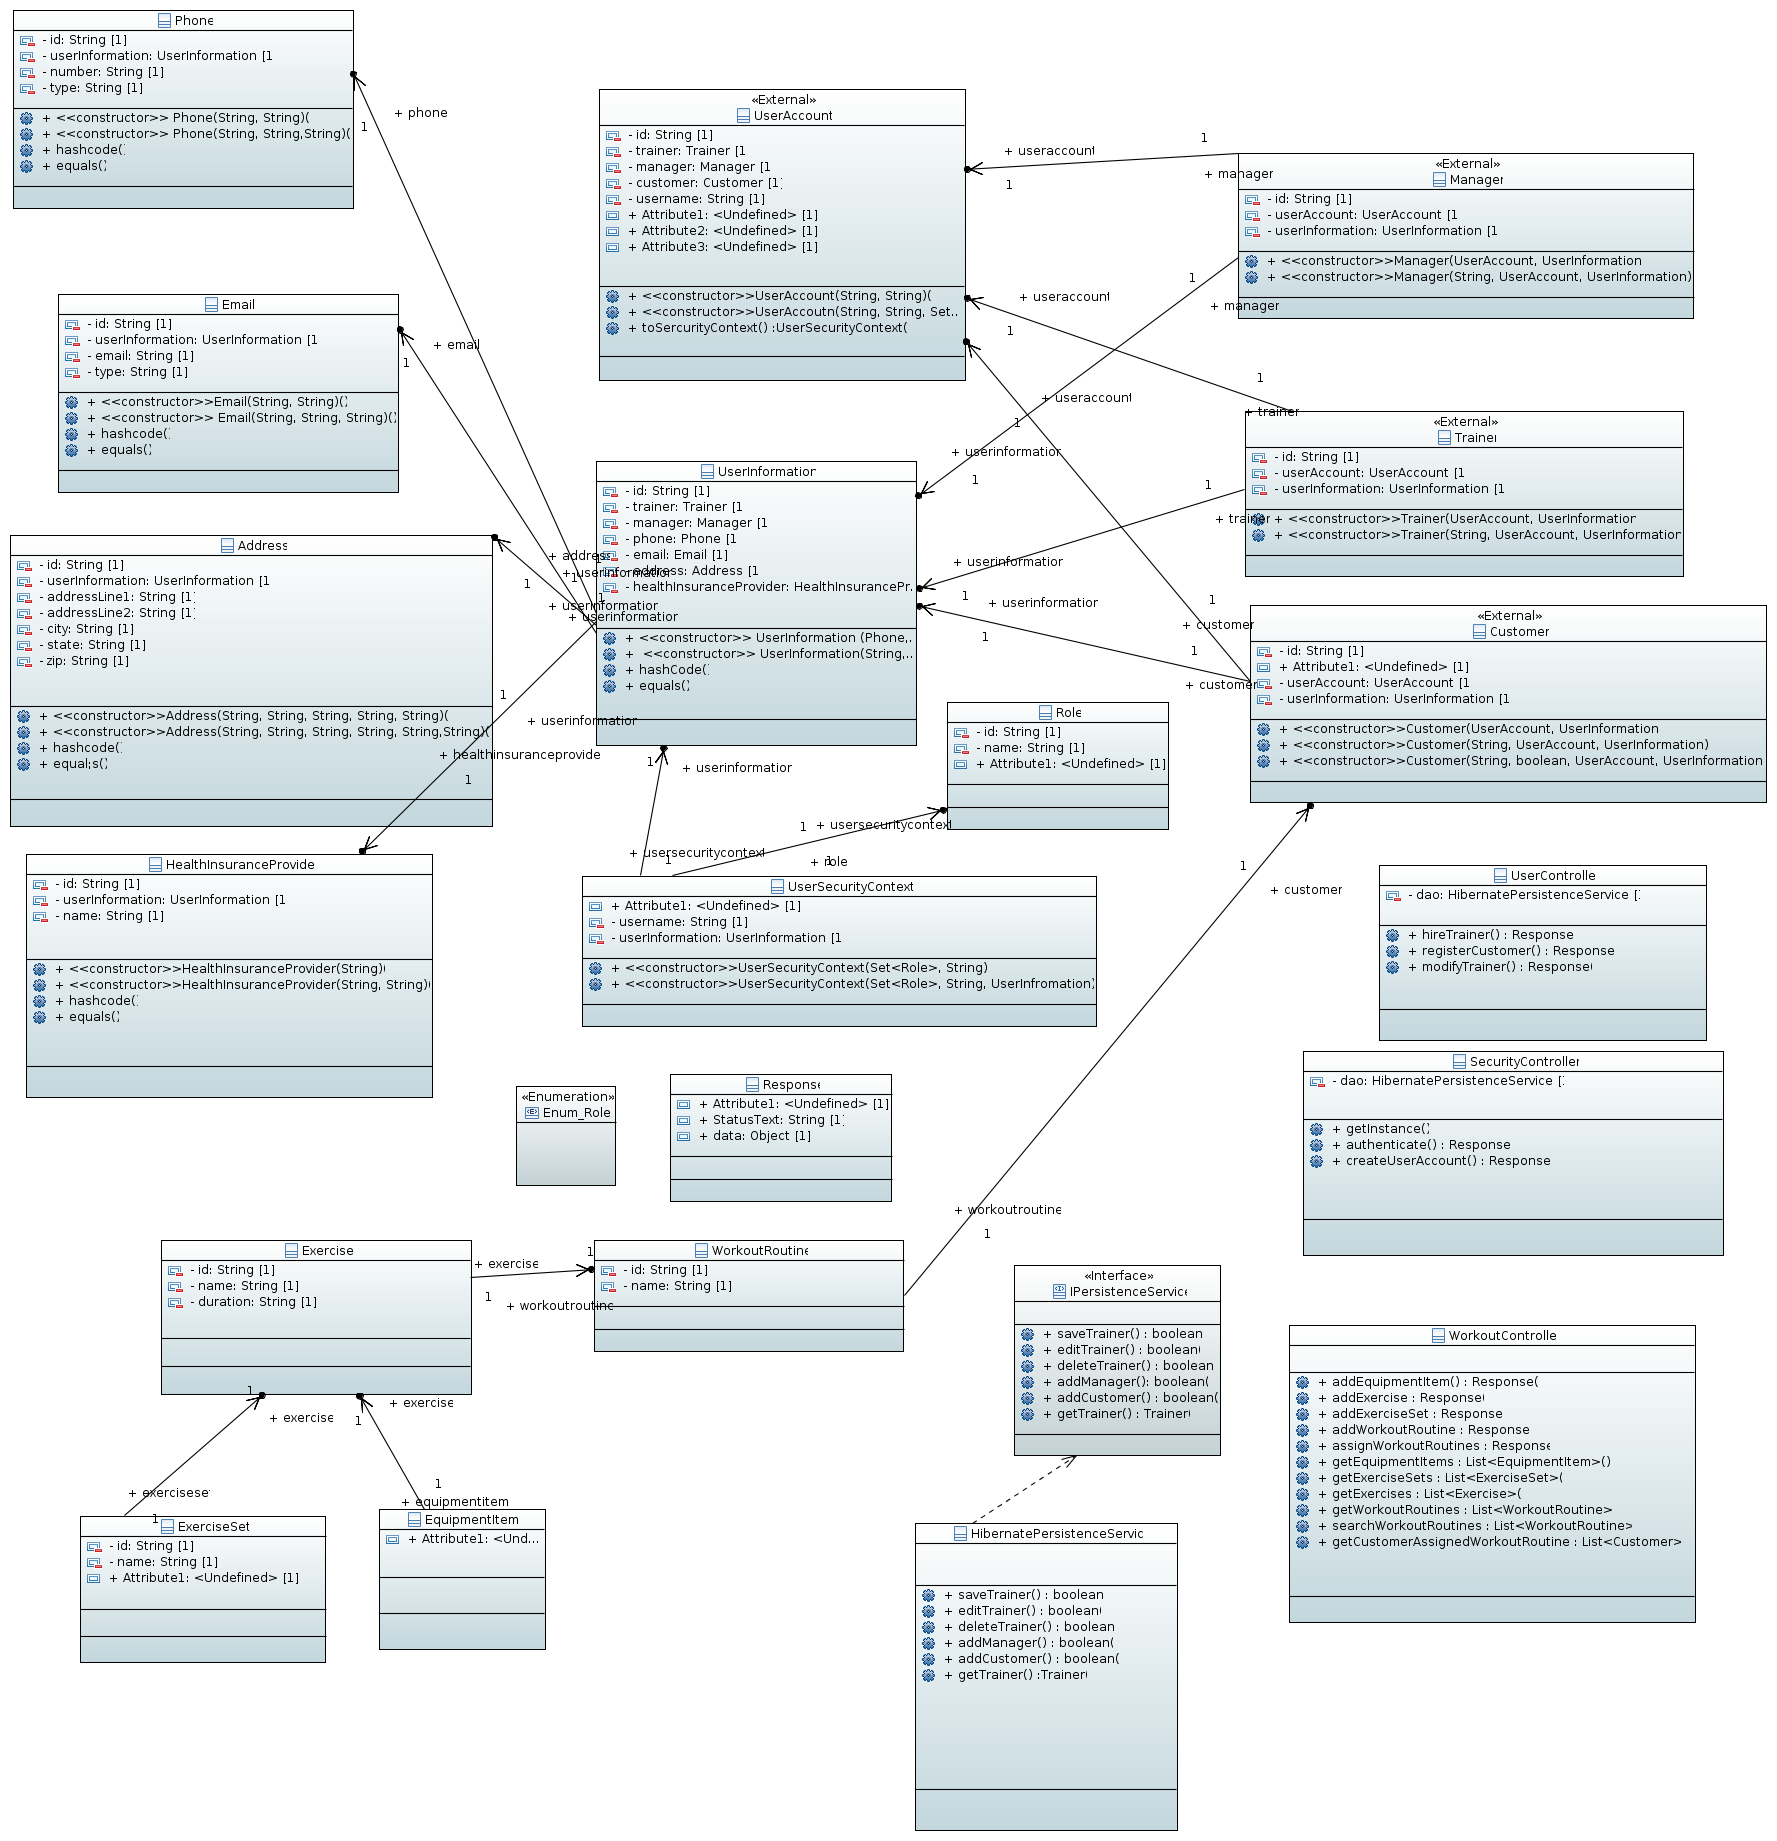 Phone
- id: String [1]
- userInformation: UserInformation [1
- number: String [1]
- type: String [1]
+ <<constructor>> Phone(String, String)(
+ <<constructor>> Phone(String, String,String)(
+ hashcode(
+ equals()
+ phone
1
Email
- id: String [1]
- userInformation: UserInformation [1
- email: String [1]
- type: String [1]
+ <<constructor>>Email(String, String)()
+ <<constructor>> Email(String, String, String)()
+ hashcode(
+ equals()
+ email
1
Address
- id: String [1]
- userInformation: UserInformation [1
- addressLine1: String [1]
- addressLine2: String [1]
- city: String [1]
- state: String [1]
- zip: String [1]
+ <<constructor>>Address(String, String, String, String, String)(
+ <<constructor>>Address(String, String, String, String, String,String)(
+ hashcode(
+ equal;s()
+ address
1
1
1
1
+ userinformation
+ userinformation
+ userinformation
1
+ userinformation
+ healthinsuranceprovide
1
HealthInsuranceProvide
- id: String [1]
- userInformation: UserInformation [1
- name: String [1]
+ <<constructor>>HealthInsuranceProvider(String)(
+ <<constructor>>HealthInsuranceProvider(String, String)(
+ hashcode(
+ equals()
«External»
UserAccount
- id: String [1]
- trainer: Trainer [1
- manager: Manager [1
- customer: Customer [1]
- username: String [1]
+ Attribute1: <Undefined> [1]
+ Attribute2: <Undefined> [1]
+ Attribute3: <Undefined> [1]
+ <<constructor>>UserAccount(String, String)(
+ <<constructor>>UserAccoutn(String, String, Set..
+ toSercurityContext() :UserSecurityContext(
+ useraccount
1
1
+ manager
«External»
Manager
- id: String [1]
- userAccount: UserAccount [1
- userInformation: UserInformation [1
+ <<constructor>>Manager(UserAccount, UserInformation
+ <<constructor>>Manager(String, UserAccount, UserInformation)
1
+ manager
+ useraccount
1
1
+ trainer
+ useraccount
1
+ userinformation
1
«External»
Trainer
- id: String [1]
- userAccount: UserAccount [1
- userInformation: UserInformation [1
+ <<constructor>>Trainer(UserAccount, UserInformation
+ <<constructor>>Trainer(String, UserAccount, UserInformation
1
+ trainer
+ userinformation
1
UserInformation
- id: String [1]
- trainer: Trainer [1
- manager: Manager [1
- phone: Phone [1
- email: Email [1]
- address: Address [1
- healthInsuranceProvider: HealthInsurancePr..
+ <<constructor>> UserInformation (Phone,..
+ <<constructor>> UserInformation(String,..
+ hashCode(
+ equals()
+ userinformation
1
1
+ customer
1
+ customer
«External»
Customer
- id: String [1]
+ Attribute1: <Undefined> [1]
- userAccount: UserAccount [1
- userInformation: UserInformation [1
+ <<constructor>>Customer(UserAccount, UserInformation
+ <<constructor>>Customer(String, UserAccount, UserInformation)
+ <<constructor>>Customer(String, boolean, UserAccount, UserInformation
Role
- id: String [1]
- name: String [1]
+ Attribute1: <Undefined> [1]
1
+ userinformation
1
+ usersecuritycontext
+ usersecuritycontext
1
+ role
1
UserSecurityContext
+ Attribute1: <Undefined> [1]
- username: String [1]
- userInformation: UserInformation [1
+ <<constructor>>UserSecurityContext(Set<Role>, String)
+ <<constructor>>UserSecurityContext(Set<Role>, String, UserInfromation)
1
+ customer
UserControlle
- dao: HibernatePersistenceService [
+ hireTrainer() : Response
+ registerCustomer() : Response
+ modifyTrainer() : Response(
SecurityController
- dao: HibernatePersistenceService [
+ getInstance()
+ authenticate() : Response
+ createUserAccount() : Response
«Enumeration»
Enum_Role
Response
+ Attribute1: <Undefined> [1]
+ StatusText: String [1]
+ data: Object [1]
+ workoutroutine
1
Exercise
- id: String [1]
- name: String [1]
- duration: String [1]
+ exercise
1
1
+ workoutroutine
WorkoutRoutine
- id: String [1]
- name: String [1]
1
+ exercise
+ exercise
1
+ exerciseset
1
1
+ equipmentitem
ExerciseSet
- id: String [1]
- name: String [1]
+ Attribute1: <Undefined> [1]
EquipmentItem
+ Attribute1: <Und...
«Interface»
IPersistenceService
+ saveTrainer() : boolean
+ editTrainer() : boolean(
+ deleteTrainer() : boolean
+ addManager(): boolean(
+ addCustomer() : boolean(
+ getTrainer() : Trainer(
HibernatePersistenceServic
+ saveTrainer() : boolean
+ editTrainer() : boolean(
+ deleteTrainer() : boolean
+ addManager() : boolean(
+ addCustomer() : boolean(
+ getTrainer() :Trainer(
WorkoutControlle
+ addEquipmentItem() : Response(
+ addExercise : Response(
+ addExerciseSet : Response
+ addWorkoutRoutine : Response
+ assignWorkoutRoutines : Response
+ getEquipmentItems : List<EquipmentItem>()
+ getExerciseSets : List<ExerciseSet>(
+ getExercises : List<Exercise>(
+ getWorkoutRoutines : List<WorkoutRoutine>
+ searchWorkoutRoutines : List<WorkoutRoutine>
+ getCustomerAssignedWorkoutRoutine : List<Customer>